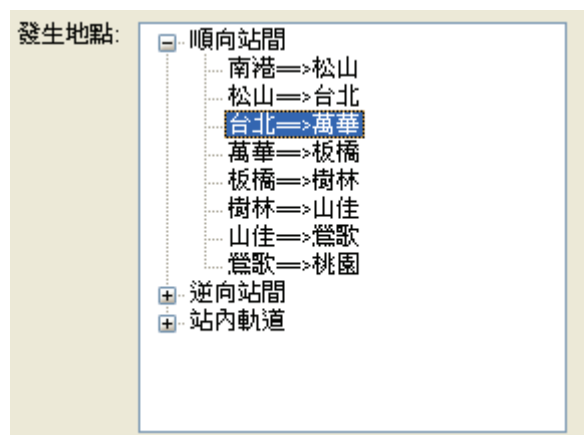 發生地點:
順向站間
南港==>松山
松山==>台北
台北==>萬華
萬華==>板橋
板橋==>樹林
樹林==>山佳
山佳==>鶯歌
鶯歌==>桃園
逆向站間
站內軌道